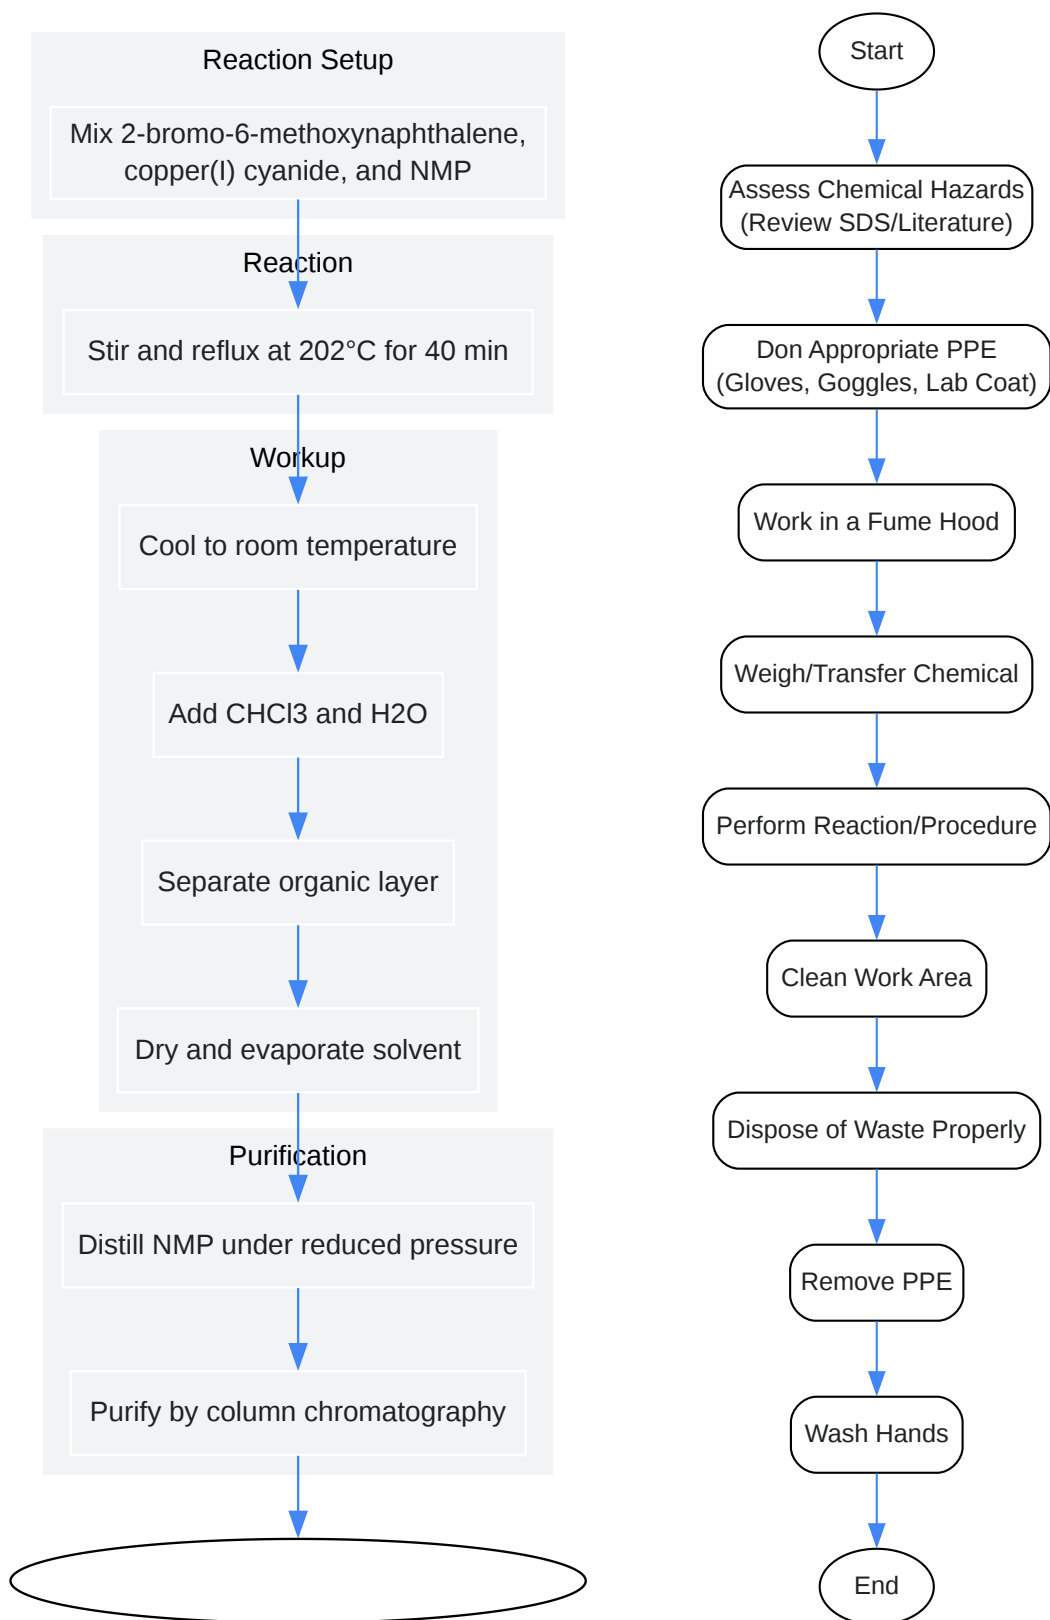 Reaction Setup
Mix 2-bromo-6-methoxynaphthalene,
copper(I) cyanide, and NMP
Reaction
Stir and reflux at 202°C for 40 min
Workup
Cool to room temperature
Add CHCl3 and H2O
Separate organic layer
Dry and evaporate solvent
Purification
Distill NMP under reduced pressure
Purify by column chromatography
Start
Assess Chemical Hazards
(Review SDS/Literature)
Don Appropriate PPE
(Gloves, Goggles, Lab Coat)
Work in a Fume Hood
Weigh/Transfer Chemical
Perform Reaction/Procedure
Clean Work Area
Dispose of Waste Properly
Remove PPE
Wash Hands
End